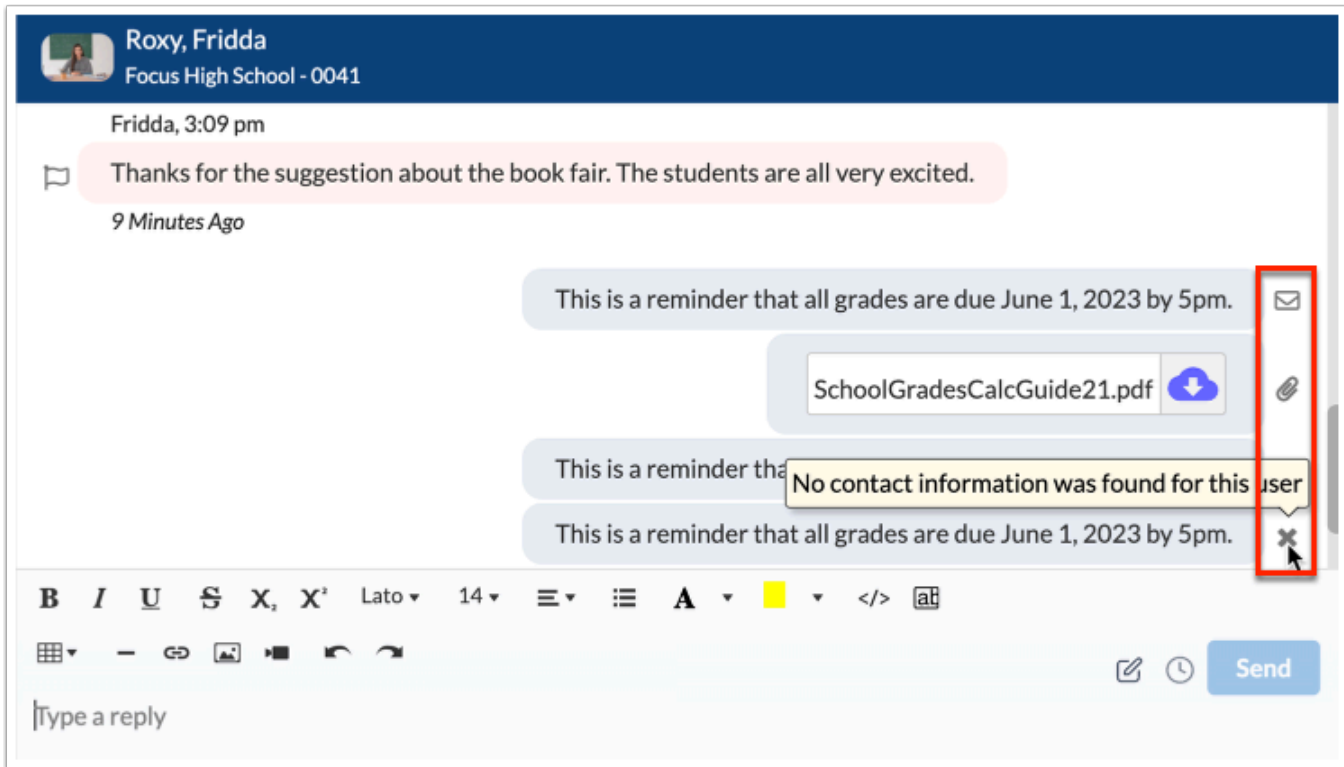 Roxy, Fridda
Focus High School - 0041
Fridda, 3:09 pm
Thanks for the suggestion about the book fair. The students are all very excited.
9 Minutes Ago
This is a reminder that all grades are due June 1, 2023 by 5pm.
SchoolGradesCalcGuide21.pdf
This is a reminder tha
No contact information was found for this user
This is a reminder that all grades are due June 1, 2023 by 5pm.
B I U S X₂ X² Lato 14 A </> ab
Send
Type a reply